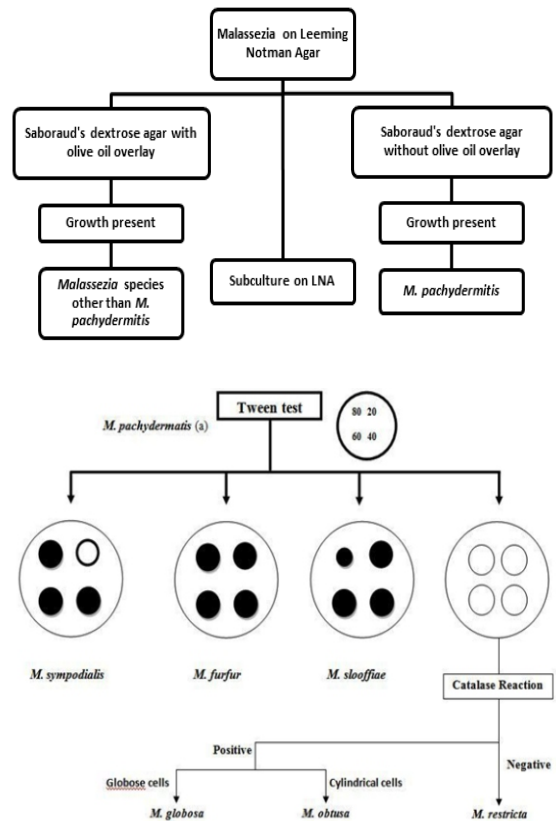 Malassezia on Leeming
Notman Agar
Saboraud's dextrose agar with
olive oil overlay
Saboraud's dextrose agar
without olive oil overlay
Growth present
Growth present
Malassezia species
other than M.
pachydermitis
Subculture on LNA
M. pachydermitis
Tween test
M. pachydermatis (a)
80 20
60 40
M. sympodialis
M. furfur
M. slooffiae
Catalase Reaction
Positive
Negative
Globose cells
Cylindrical cells
M. globosa
M. obtusa
M. restricta